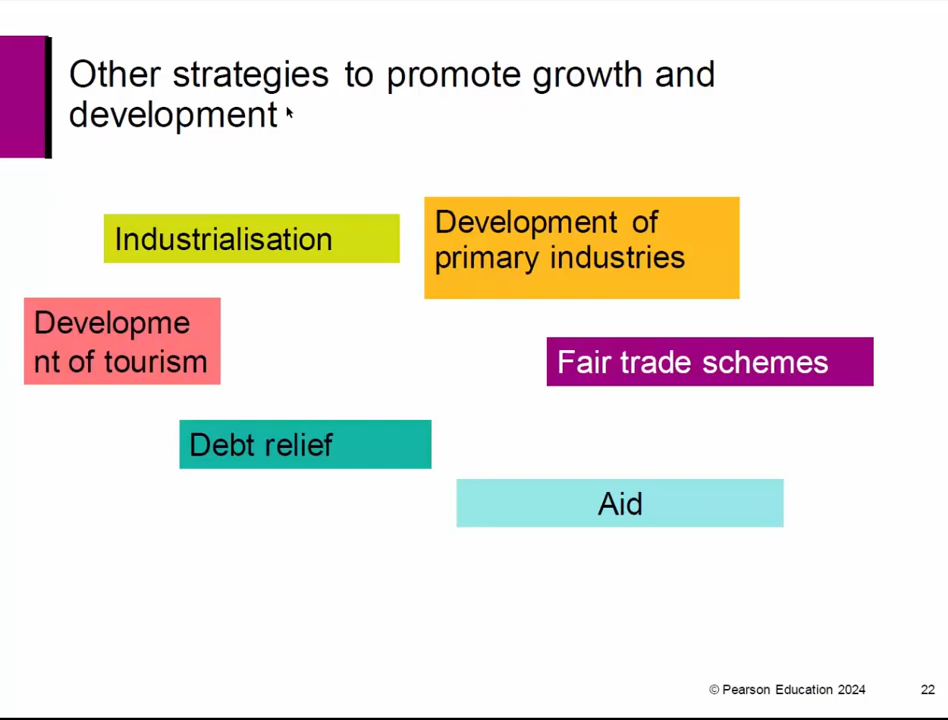 Other strategies to promote growth and
development
Industrialisation
Development of
primary industries
Developme
nt of tourism
Fair trade schemes
Debt relief
Aid
© Pearson Education 2024
22